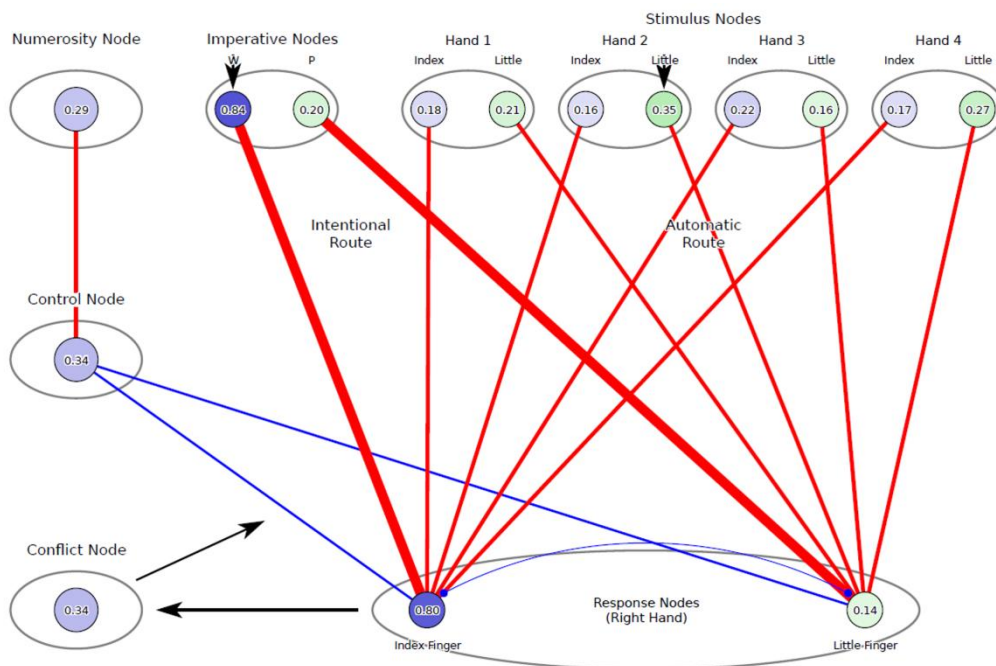 Stimulus Nodes
Numerosity Node
Imperative Nodes
Hand 1
Hand 2
Hand 3
Hand 4
W
P
Index
Little
Index
Little
Index
Little
Index
Little
0.29
0.84
0.20
0.18
0.21
0.16
0.35
0.22
0.16
0.17
0.27
Intentional
Route
Automatic
Route
Control Node
0.34
Conflict Node
0.34
0.80
Response Nodes
(Right Hand)
0.14
Index-Finger
Little-Finger